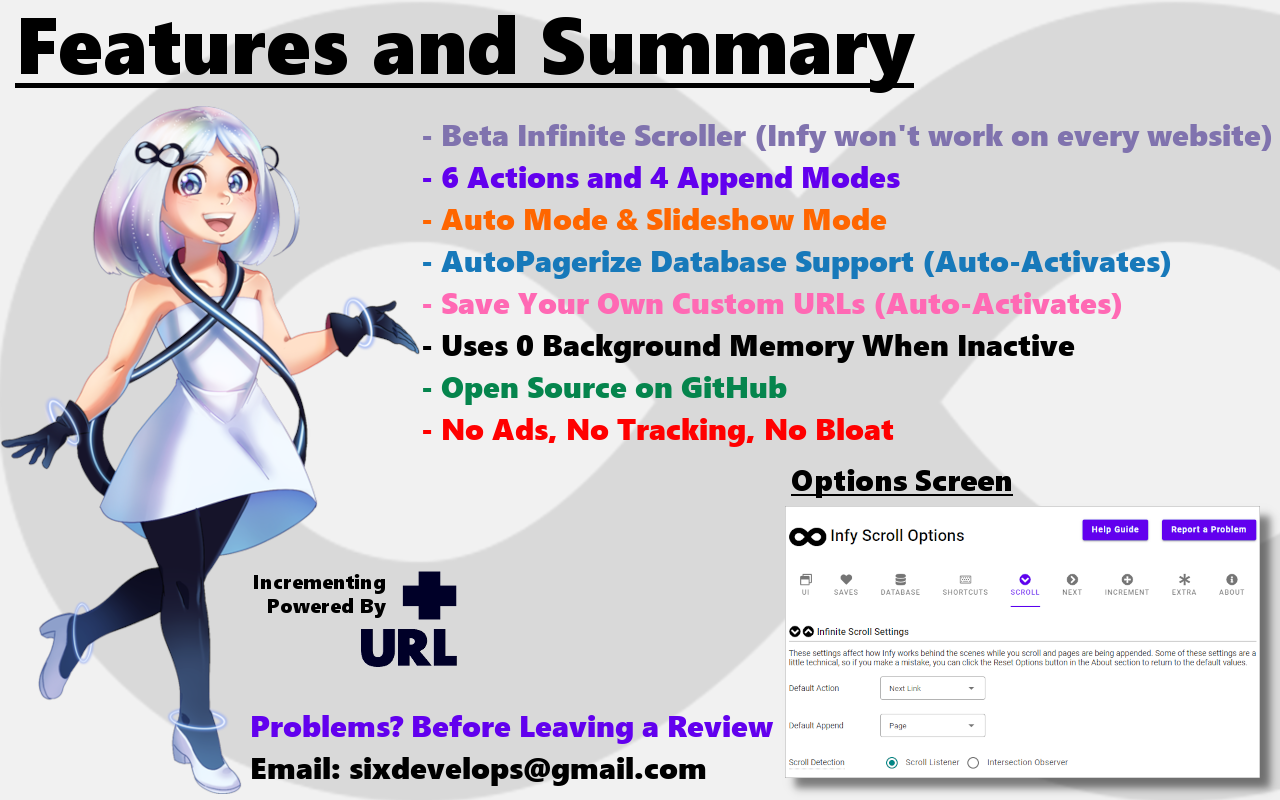 Features and Summary
- Beta Infinite Scroller (Infy won't work on every website)
- 6 Actions and 4 Append Modes
- Auto Mode & Slideshow Mode
- AutoPagerize Database Support (Auto-Activates)
- Save Your Own Custom URLs (Auto-Activates)
- Uses 0 Background Memory When Inactive
- Open Source on GitHub
- No Ads, No Tracking, No Bloat
Options Screen
Infy Scroll Options
Help Guide
Report a Problem
UI
SAVES
DATABASE
SHORTCUTS
SCROLL
NEXT
INCREMENT
EXTRA
ABOUT
Infinite Scroll Settings
These settings affect how Infy works behind the scenes while you scroll and pages are being appended. Some of these settings are a
little technical, so if you make a mistake, you can click the Reset Options button in the About section to return to the default values.
Default Action
Next Link
Default Append
Page
Scroll Detection
Scroll Listener
Intersection Observer
Incrementing
Powered By
URL
Problems? Before Leaving a Review
Email: sixdevelops@gmail.com